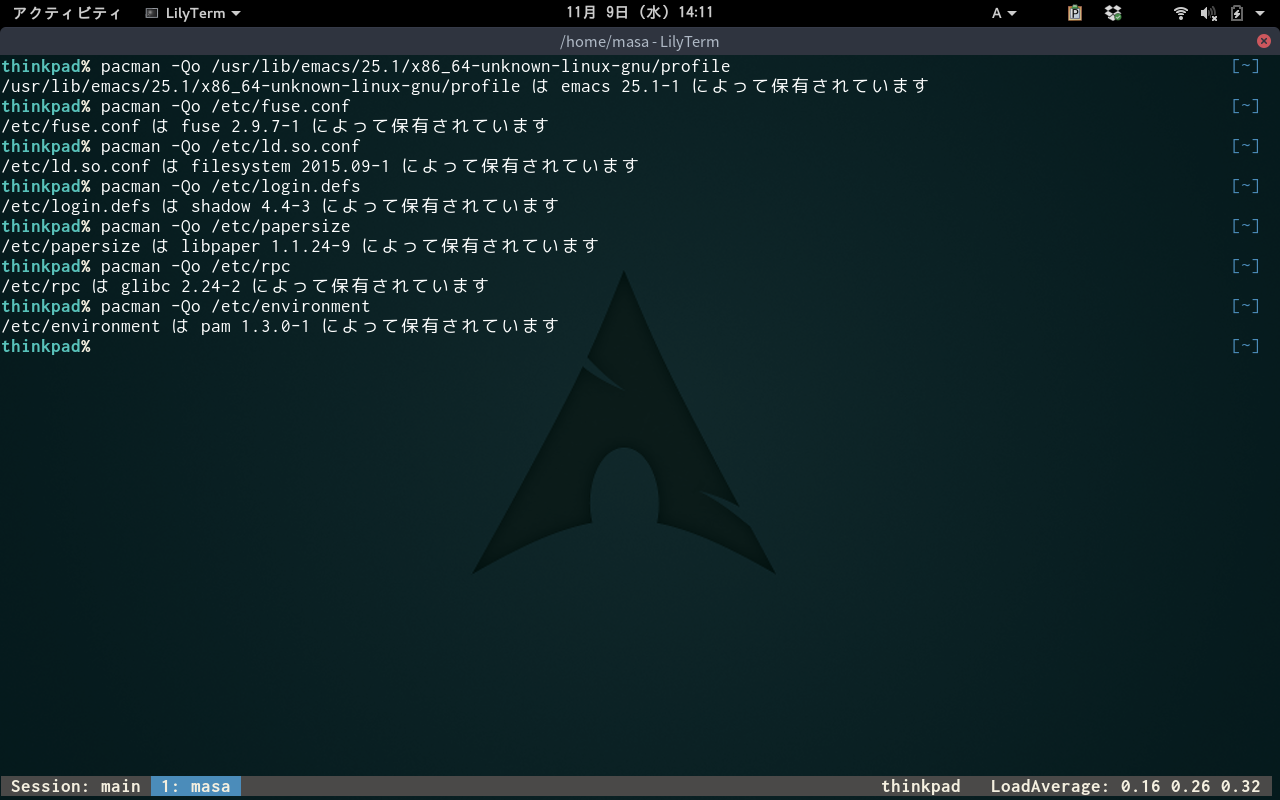 アクティビティ LilyTerm 11月 9日 (水) 14:11 A
/home/masa - LilyTerm
thinkpad% pacman -Qo /usr/lib/emacs/25.1/x86_64-unknown-linux-gnu/profile [~]
/usr/lib/emacs/25.1/x86_64-unknown-linux-gnu/profile は emacs 25.1-1 によって保有されています
thinkpad% pacman -Qo /etc/fuse.conf [~]
/etc/fuse.conf は fuse 2.9.7-1 によって保有されています
thinkpad% pacman -Qo /etc/ld.so.conf [~]
/etc/ld.so.conf は filesystem 2015.09-1 によって保有されています
thinkpad% pacman -Qo /etc/login.defs [~]
/etc/login.defs は shadow 4.4-3 によって保有されています
thinkpad% pacman -Qo /etc/papersize [~]
/etc/papersize は libpaper 1.1.24-9 によって保有されています
thinkpad% pacman -Qo /etc/rpc [~]
/etc/rpc は glibc 2.24-2 によって保有されています
thinkpad% pacman -Qo /etc/environment [~]
/etc/environment は pam 1.3.0-1 によって保有されています
thinkpad% [~]
Session: main 1: masa thinkpad LoadAverage: 0.16 0.26 0.32